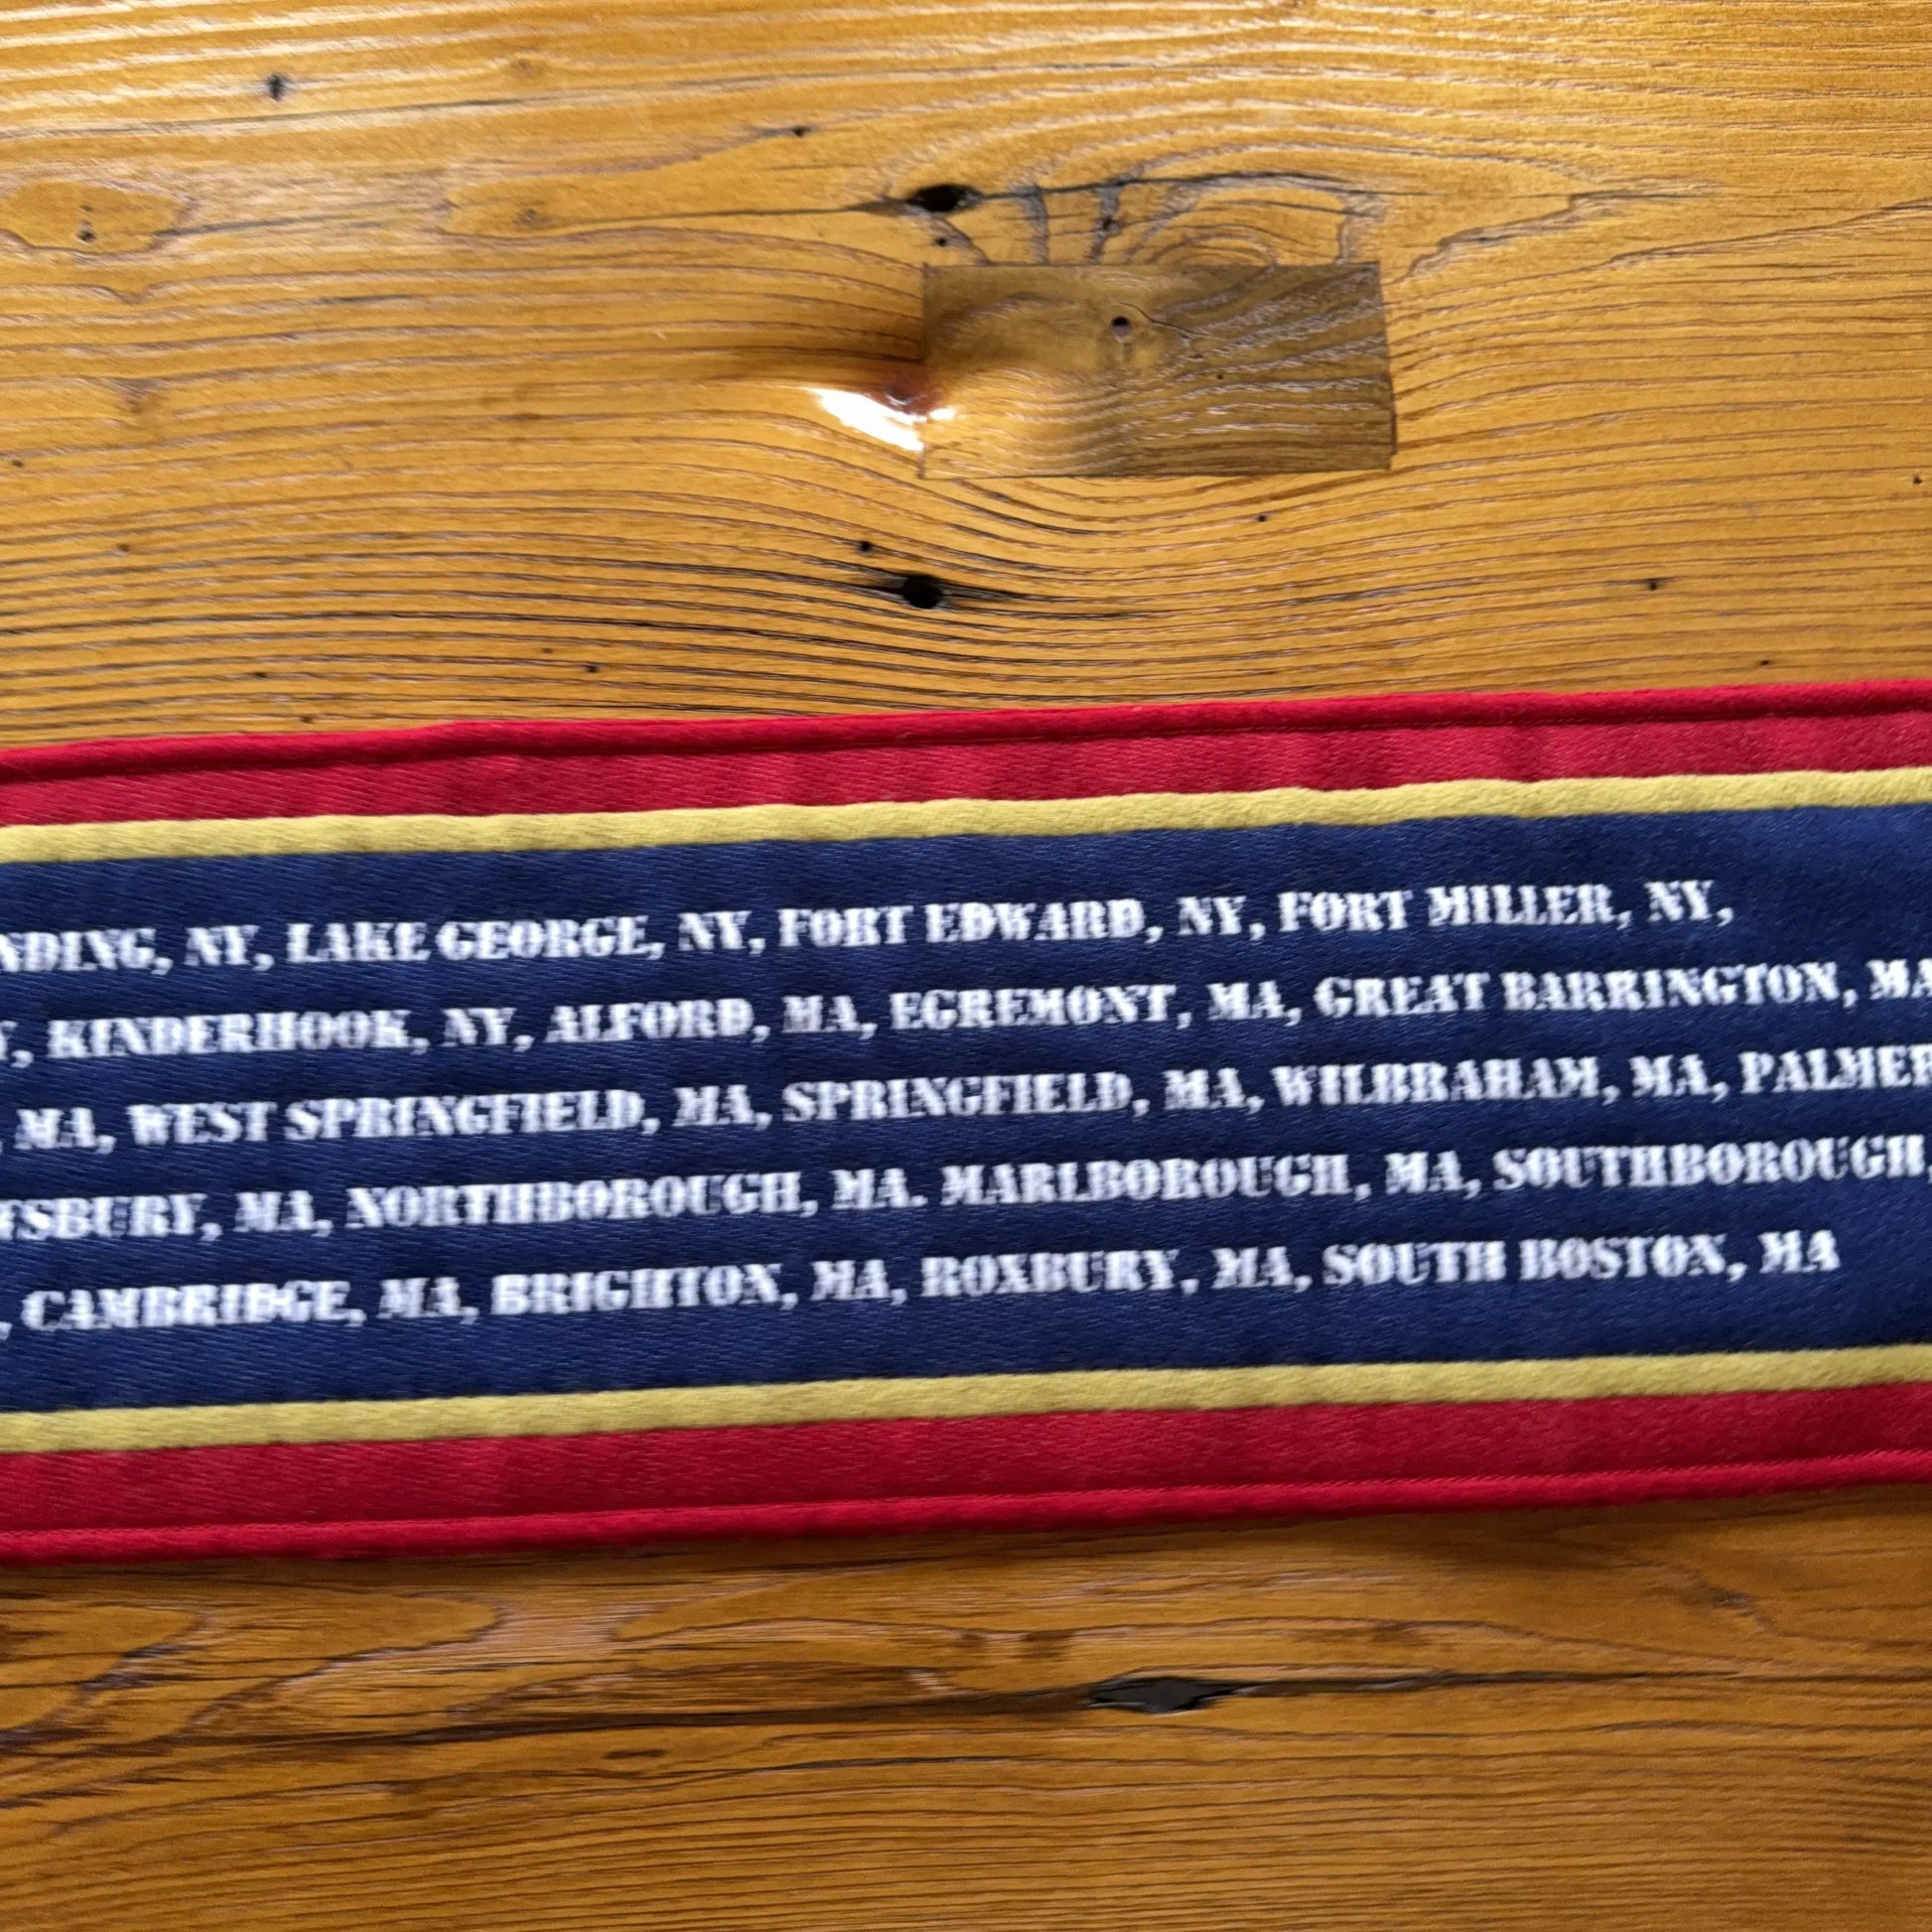 NDING, NY, LAKE GEORGE, NY, FORT EDWARD, NY, FORT MILLER, NY,
Y, KINDERHOOK, NY, ALFORD, MA, EGREMONT, MA, GREAT BARRINGTON, MA
, MA, WEST SPRINGFIELD, MA, SPRINGFIELD, MA, WILBRAHAM, MA, PALMER
WSBURY, MA, NORTHBOROUGH, MA. MARLBOROUGH, MA, SOUTHBOROUGH,
, CAMBRIDGE, MA, BRIGHTON, MA, ROXBURY, MA, SOUTH BOSTON, MA